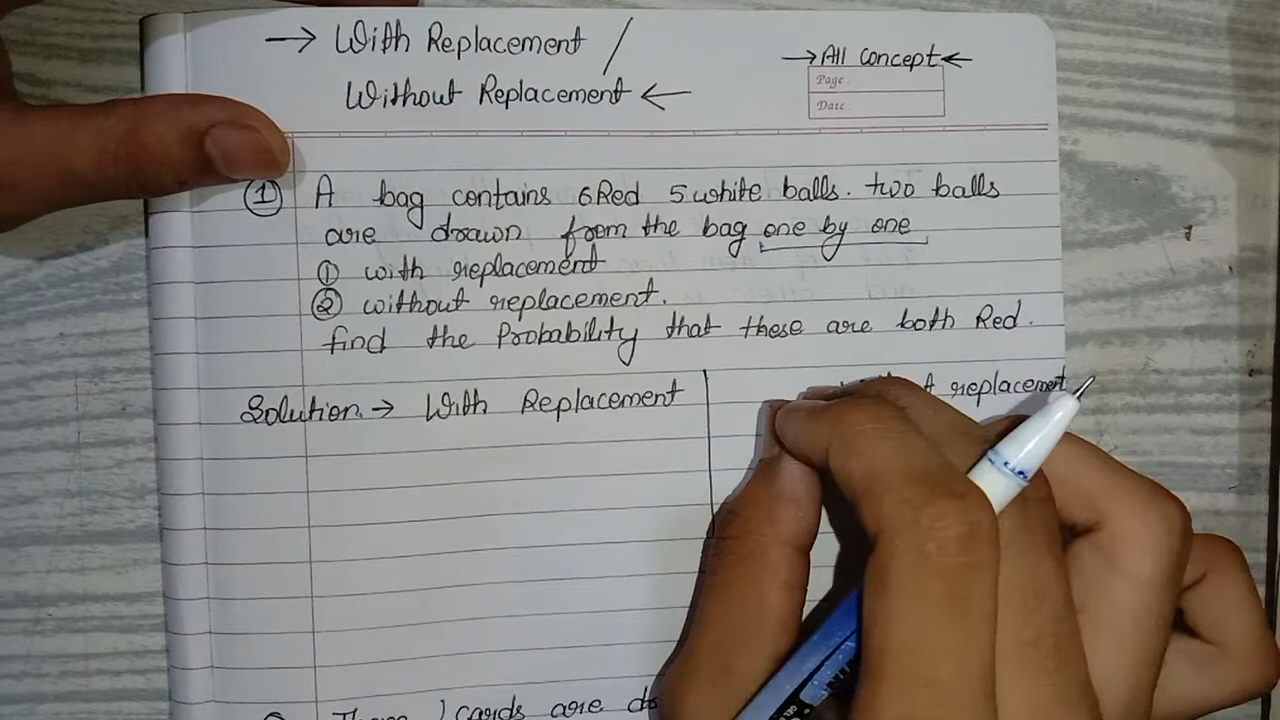 → With Replacement /
Without Replacement ←
→ All Concept ←
Page :
Date :
① A bag contains 6 Red 5 white balls. two balls
are drawn from the bag one by one
① with replacement
② without replacement.
find the Probability that these are both Red.
Solution → With Replacement
replacement
cards are